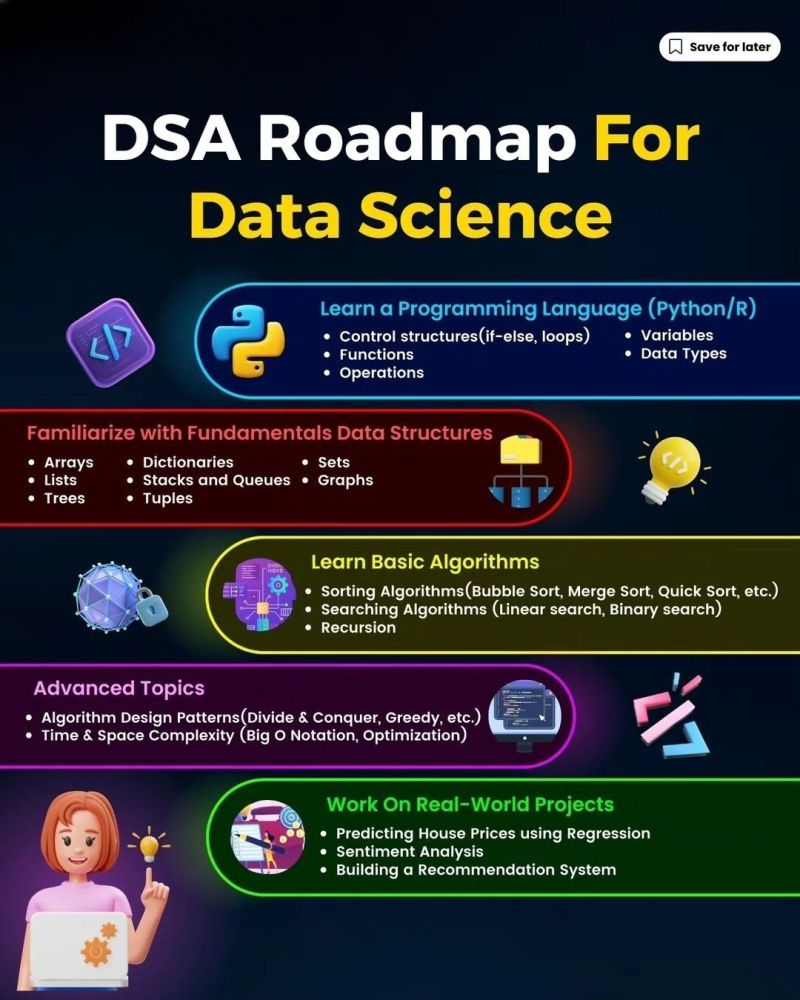 Save for later
DSA Roadmap For
Data Science
Learn a Programming Language (Python/R)
• Control structures(if-else, loops)
• Functions
• Operations
• Variables
• Data Types
Familiarize with Fundamentals Data Structures
• Arrays
• Lists
• Trees
• Dictionaries
• Stacks and Queues
• Tuples
• Sets
• Graphs
Learn Basic Algorithms
• Sorting Algorithms(Bubble Sort, Merge Sort, Quick Sort, etc.)
• Searching Algorithms (Linear search, Binary search)
• Recursion
Advanced Topics
• Algorithm Design Patterns(Divide & Conquer, Greedy, etc.)
• Time & Space Complexity (Big O Notation, Optimization)
Work On Real-World Projects
• Predicting House Prices using Regression
• Sentiment Analysis
• Building a Recommendation System